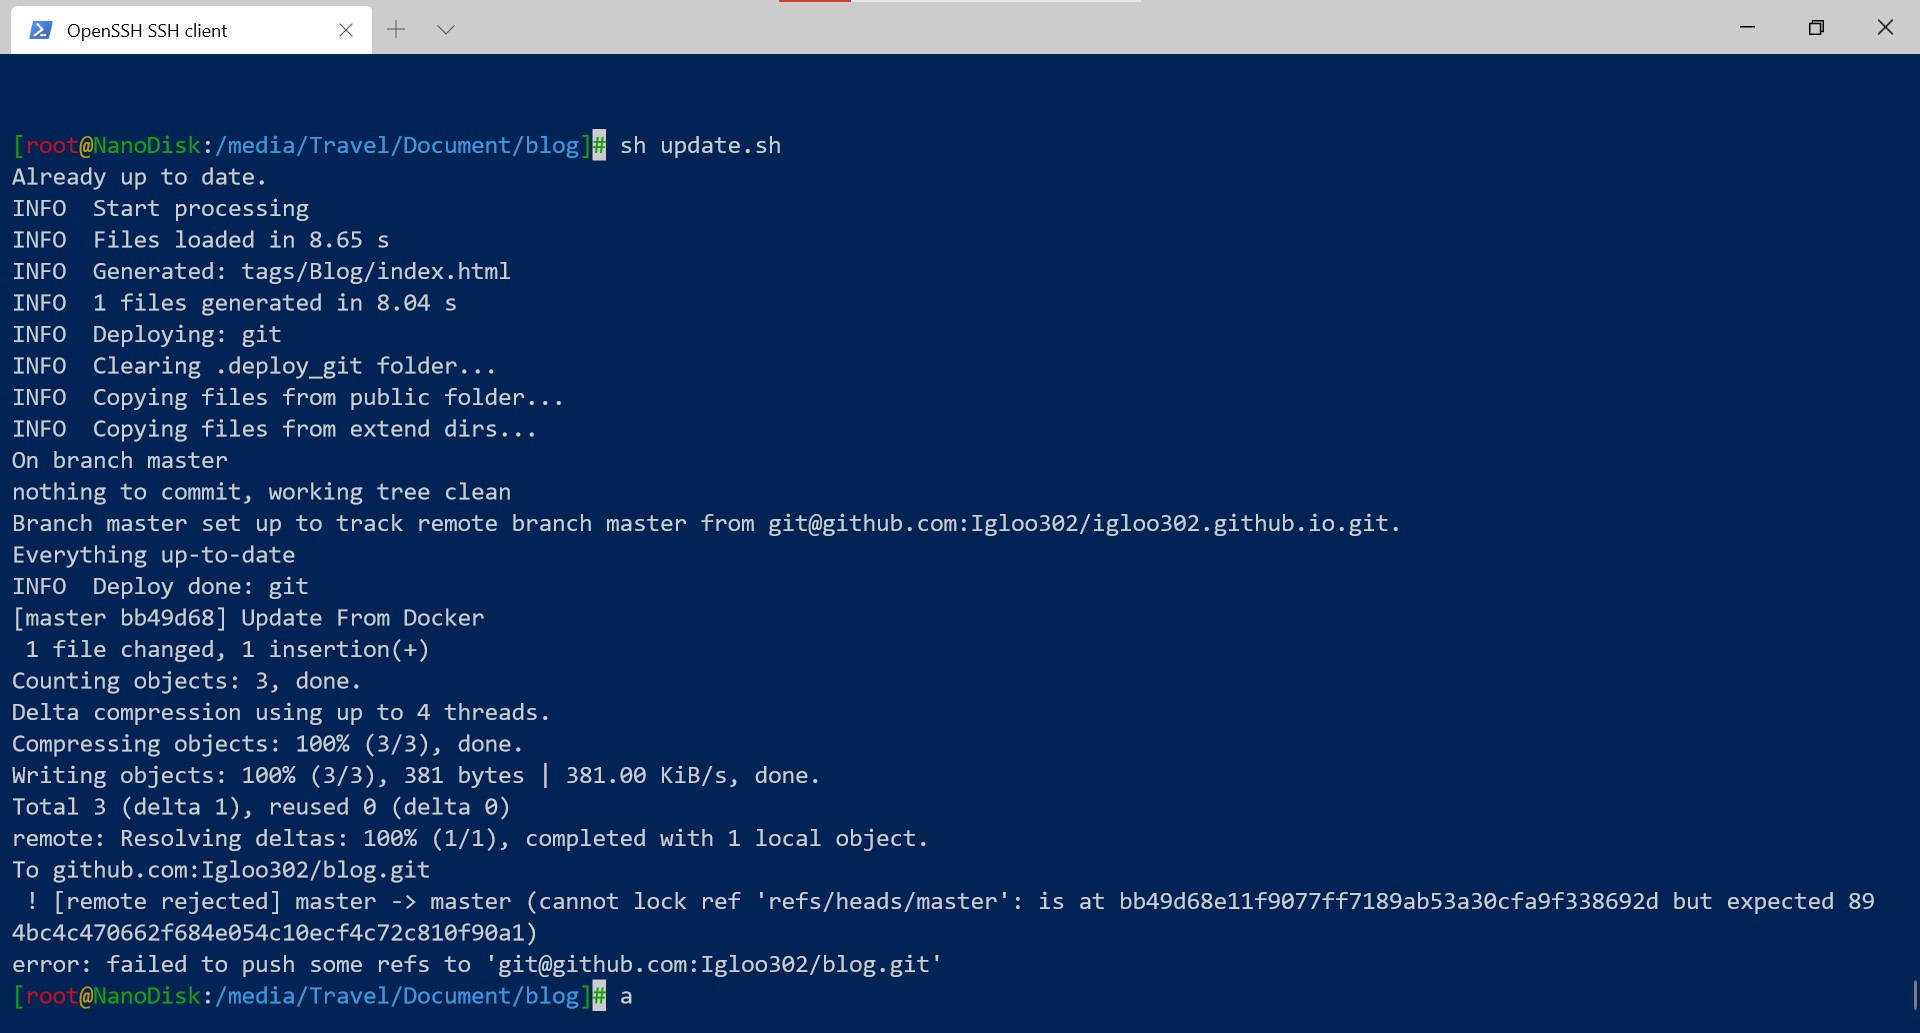 OpenSSH SSH client
[root@NanoDisk:/media/Travel/Document/blog]# sh update.sh
Already up to date.
INFO  Start processing
INFO  Files loaded in 8.65 s
INFO  Generated: tags/Blog/index.html
INFO  1 files generated in 8.04 s
INFO  Deploying: git
INFO  Clearing .deploy_git folder...
INFO  Copying files from public folder...
INFO  Copying files from extend dirs...
On branch master
nothing to commit, working tree clean
Branch master set up to track remote branch master from git@github.com:Igloo302/igloo302.github.io.git.
Everything up-to-date
INFO  Deploy done: git
[master bb49d68] Update From Docker
 1 file changed, 1 insertion(+)
Counting objects: 3, done.
Delta compression using up to 4 threads.
Compressing objects: 100% (3/3), done.
Writing objects: 100% (3/3), 381 bytes | 381.00 KiB/s, done.
Total 3 (delta 1), reused 0 (delta 0)
remote: Resolving deltas: 100% (1/1), completed with 1 local object.
To github.com:Igloo302/blog.git
 ! [remote rejected] master -> master (cannot lock ref 'refs/heads/master': is at bb49d68e11f9077ff7189ab53a30cfa9f338692d but expected 89
4bc4c470662f684e054c10ecf4c72c810f90a1)
error: failed to push some refs to 'git@github.com:Igloo302/blog.git'
[root@NanoDisk:/media/Travel/Document/blog]# a